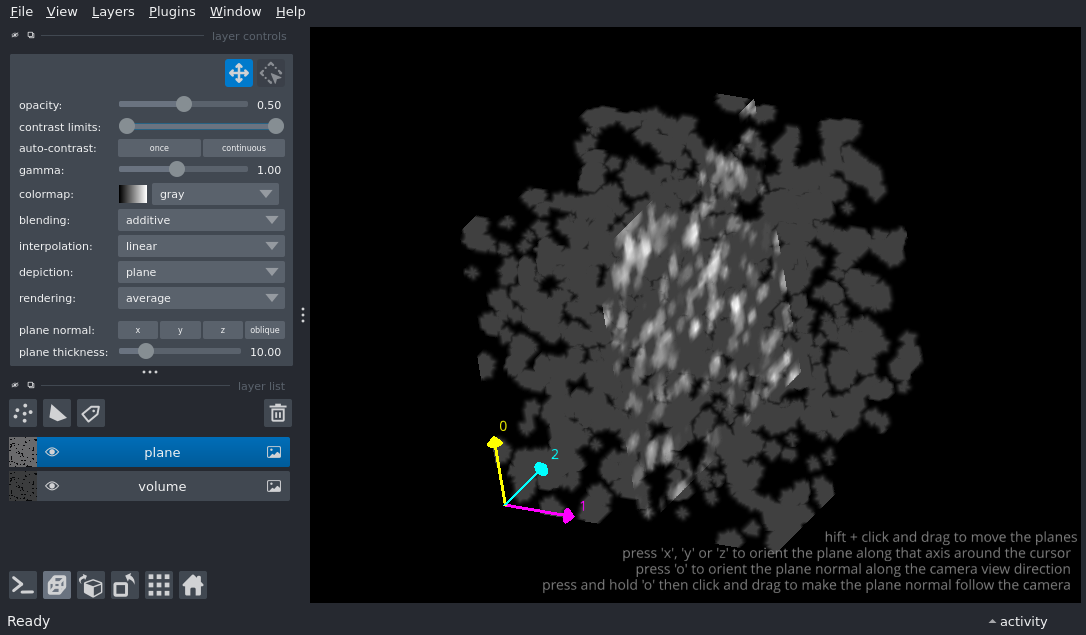 File View Layers Plugins Window Help
layer controls
opacity: 0.50
contrast limits:
auto-contrast: once continuous
gamma: 1.00
colormap: gray
blending: additive
interpolation: linear
depiction: plane
rendering: average
plane normal: x y z oblique
plane thickness: 10.00
layer list
plane
volume
0
2
1
hift + click and drag to move the planes
press 'x', 'y' or 'z' to orient the plane along that axis around the cursor
press 'o' to orient the plane normal along the camera view direction
press and hold 'o' then click and drag to make the plane normal follow the camera
Ready
activity